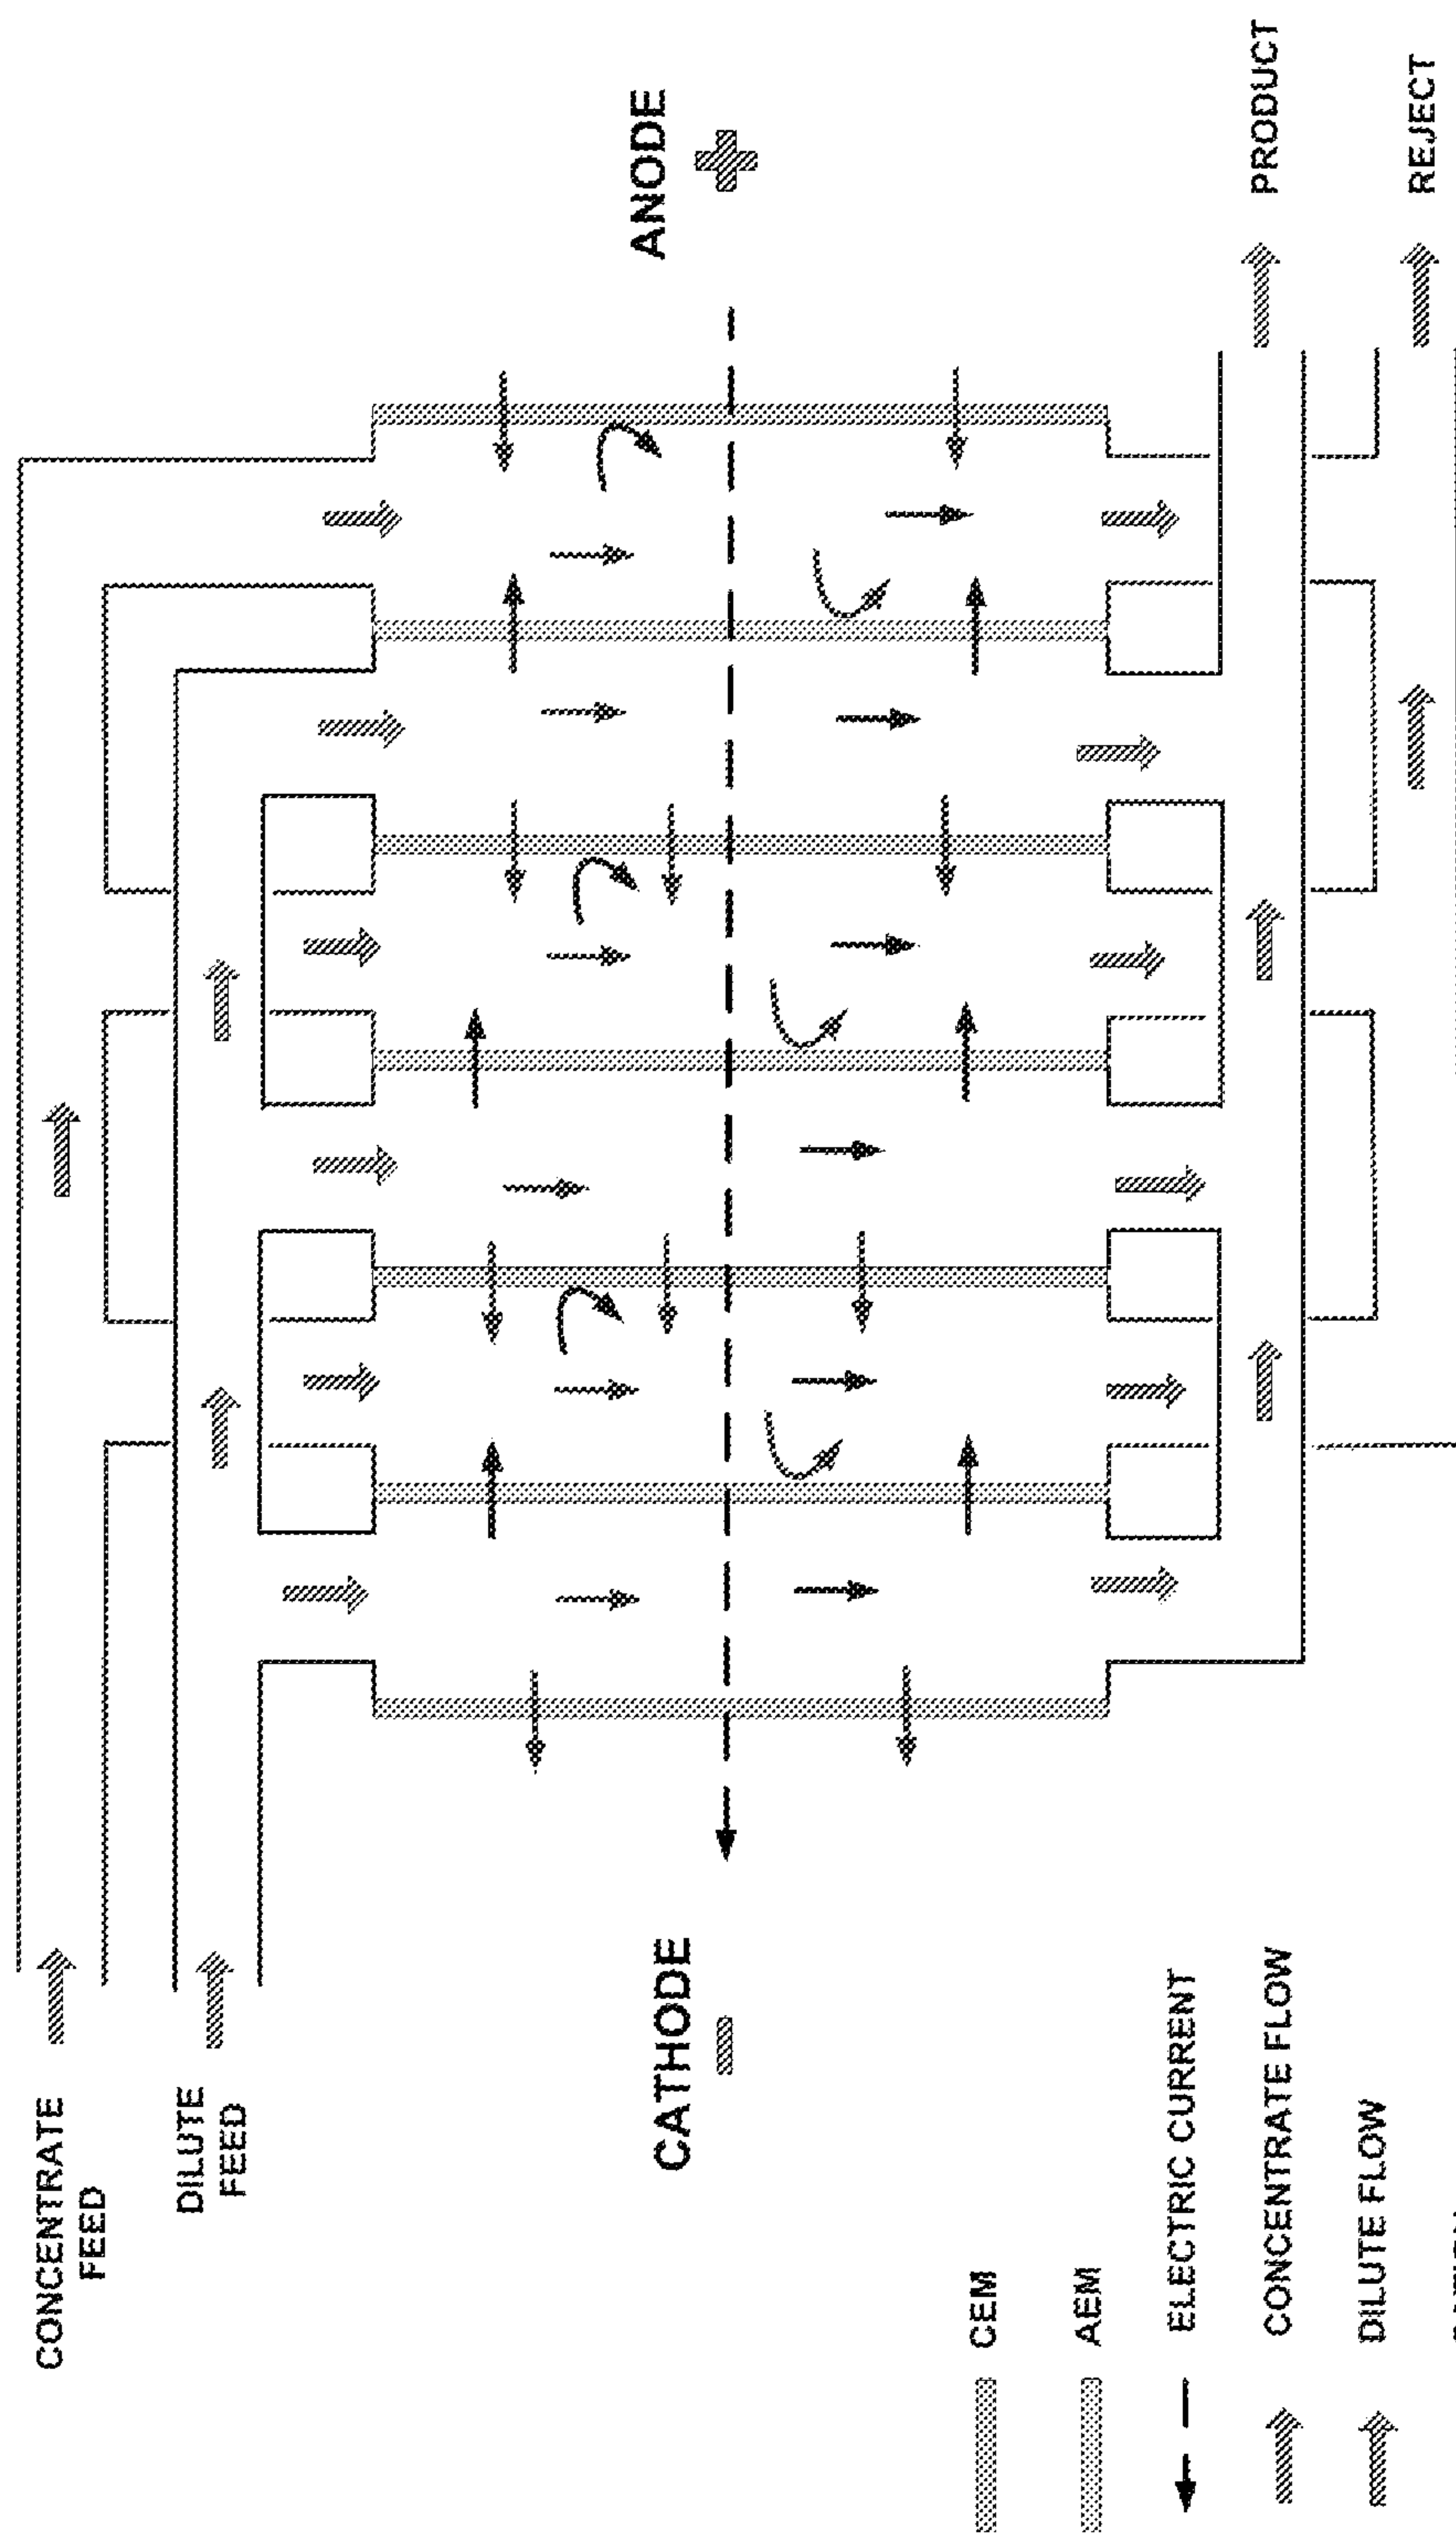 CONCENTRATE
FEED
DILUTE
FEED
CATHODE
ANODE
PRODUCT
REJECT
CEM
AEM
ELECTRIC CURRENT
CONCENTRATE FLOW
DILUTE FLOW